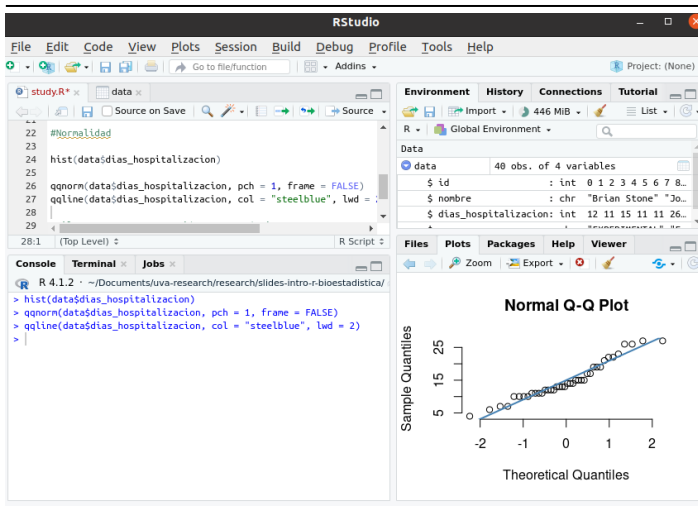 RStudio
File Edit Code View Plots Session Build Debug Profile Tools Help
Go to file/function Addins Project: (None)
study.R* data
Source on Save Source
22 #Normalidad
23
24 hist(data$dias_hospitalizacion)
25
26 qqnorm(data$dias_hospitalizacion, pch = 1, frame = FALSE)
27 qqline(data$dias_hospitalizacion, col = "steelblue", lwd =
28
29
28:1 (Top Level) R Script
Console Terminal Jobs
R 4.1.2 · ~/Documents/uva-research/research/slides-intro-r-bioestadistica/
> hist(data$dias_hospitalizacion)
> qqnorm(data$dias_hospitalizacion, pch = 1, frame = FALSE)
> qqline(data$dias_hospitalizacion, col = "steelblue", lwd = 2)
>
Environment History Connections Tutorial
Import 446 MiB List
R Global Environment
Data
data 40 obs. of 4 variables
$ id : int 0 1 2 3 4 5 6 7 8…
$ nombre : chr "Brian Stone" "Jo…
$ dias_hospitalizacion: int 12 11 15 11 11 26…
Files Plots Packages Help Viewer
Zoom Export
Normal Q-Q Plot
Sample Quantiles
25
15
5
-2 -1 0 1 2
Theoretical Quantiles